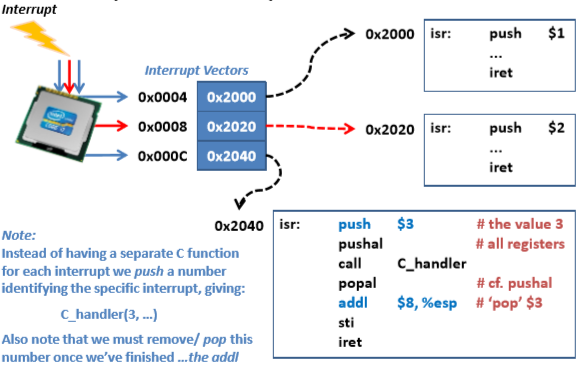 Interrupt
Interrupt Vectors
0x0004 0x2000
0x0008 0x2020
0x000C 0x2040
0x2000 isr: push $1
...
iret
0x2020 isr: push $2
...
iret
0x2040 isr: push $3 # the value 3
pushal # all registers
call C_handler
popal # cf. pushal
addl $8, %esp # ‘pop’ $3
sti
iret
Note:
Instead of having a separate C function
for each interrupt we push a number
identifying the specific interrupt, giving:
C_handler(3, …)
Also note that we must remove/ pop this
number once we’ve finished …the addl